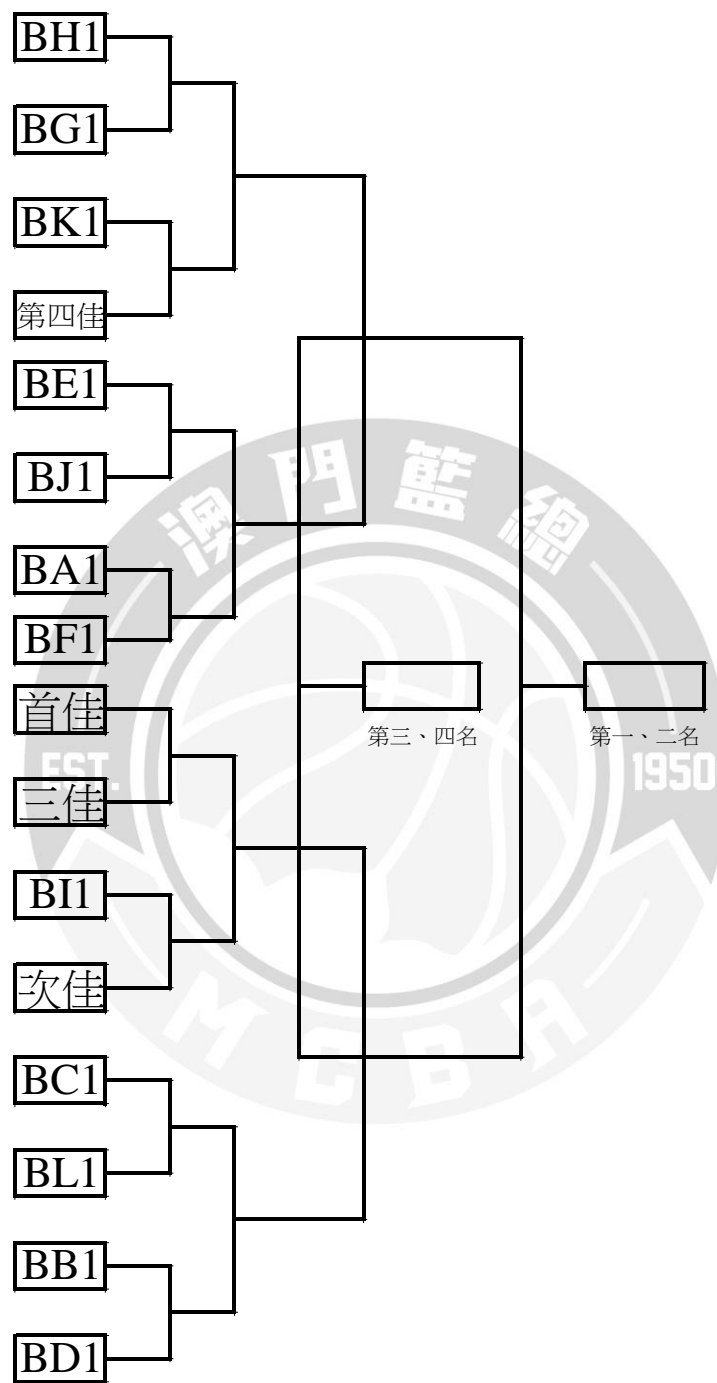 BH1
BG1
BK1
第四佳
BE1
BJ1
BA1
BF1
首佳
三佳
BI1
次佳
BC1
BL1
BB1
BD1
第三、四名
第一、二名
澳門籃總
EST.
1950
MCBA